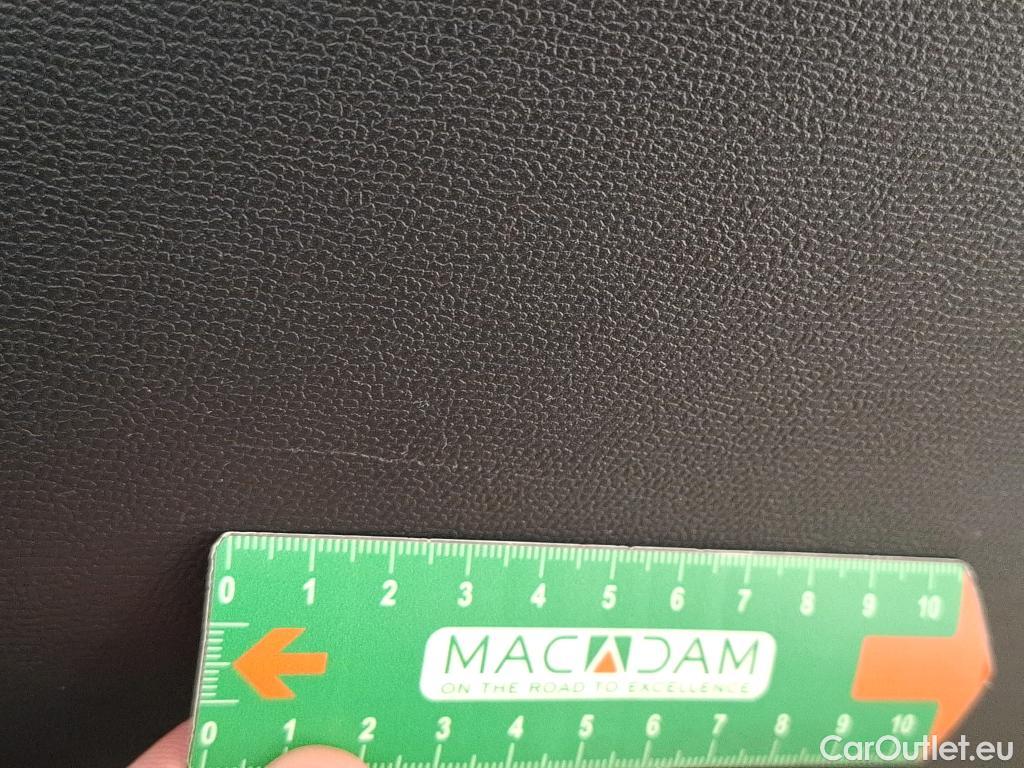 0 1 2 3 4 5 6 7 8 9 10
MACADAM
ON THE ROAD TO EXCELLENCE
0 1 2 3 4 5 6 7 8 9 10
CarOutlet.eu